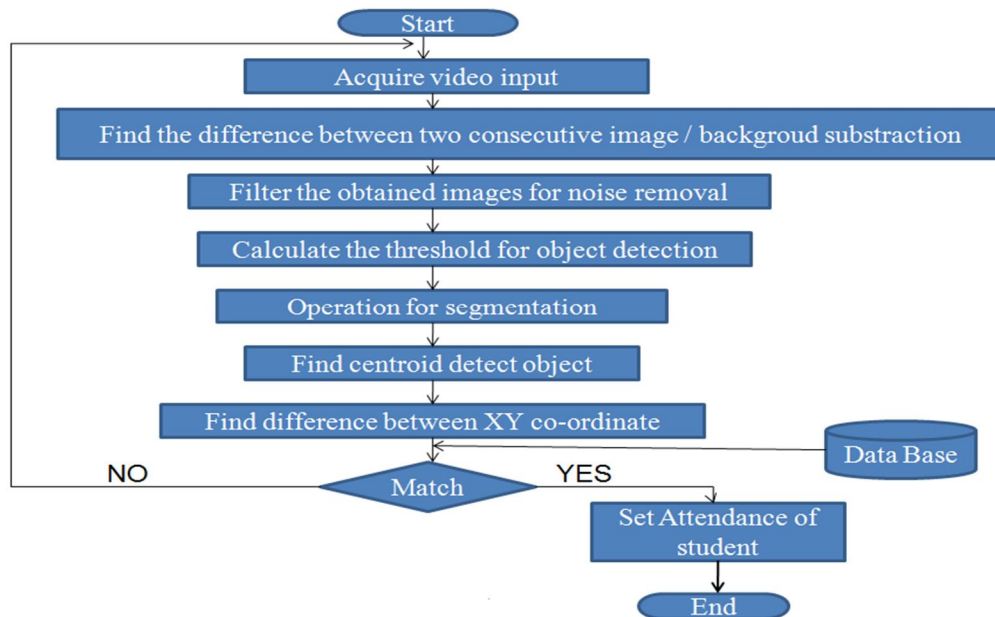 Start
Acquire video input
Find the difference between two consecutive image / backgroud substraction
Filter the obtained images for noise removal
Calculate the threshold for object detection
Operation for segmentation
Find centroid detect object
Find difference between XY co-ordinate
Data Base
NO
Match
YES
Set Attendance of
student
End